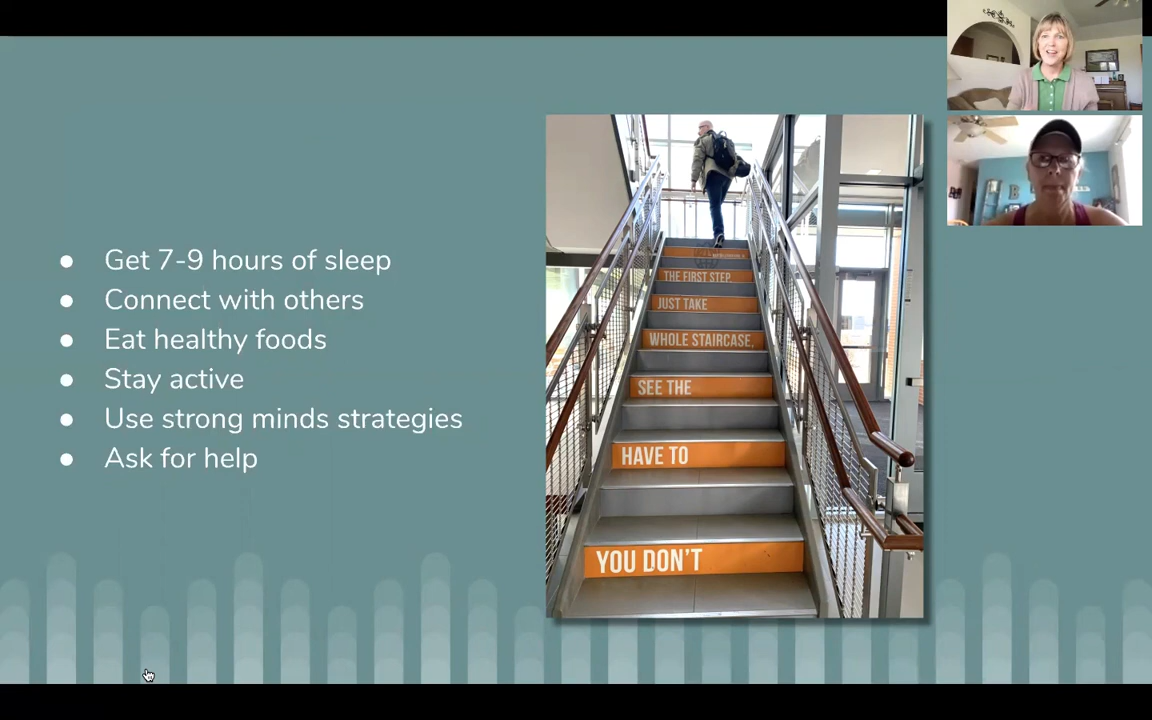 Get 7-9 hours of sleep
Connect with others
Eat healthy foods
Stay active
Use strong minds strategies
Ask for help
THE FIRST STEP.
JUST TAKE
WHOLE STAIRCASE,
SEE THE
HAVE TO
YOU DON'T
B